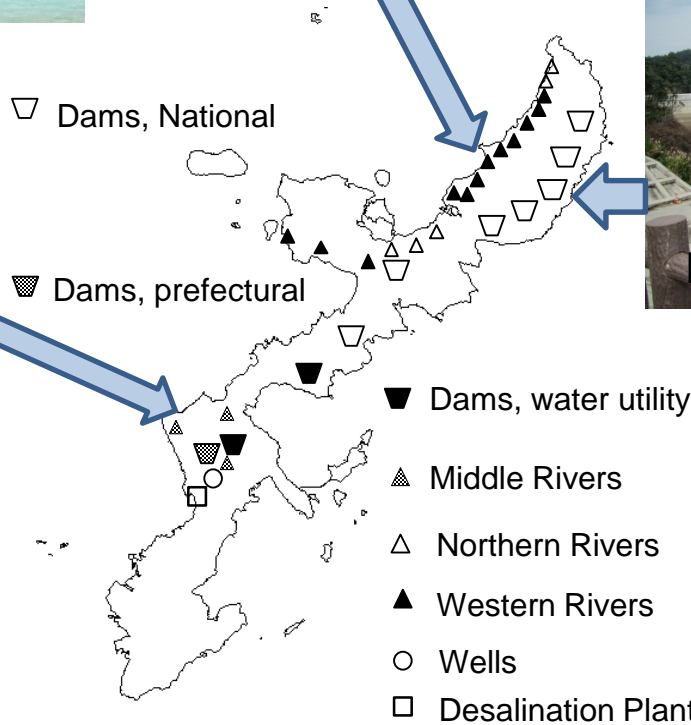 Dams, National
Dams, prefectural
Dams, water utility
Middle Rivers
Northern Rivers
Western Rivers
Wells
Desalination Plant